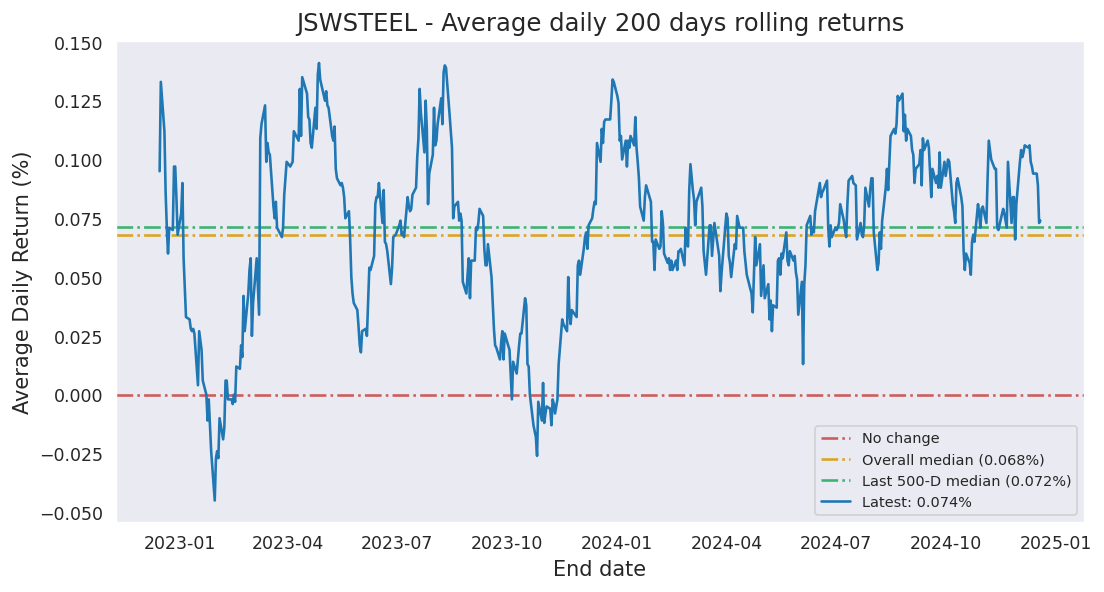 JSWSTEEL - Average daily 200 days rolling returns
Average Daily Return (%)
0.150
0.125
0.100
0.075
0.050
0.025
0.000
−0.025
−0.050
No change
Overall median (0.068%)
Last 500-D median (0.072%)
Latest: 0.074%
2023-01 2023-04 2023-07 2023-10 2024-01 2024-04 2024-07 2024-10 2025-01
End date